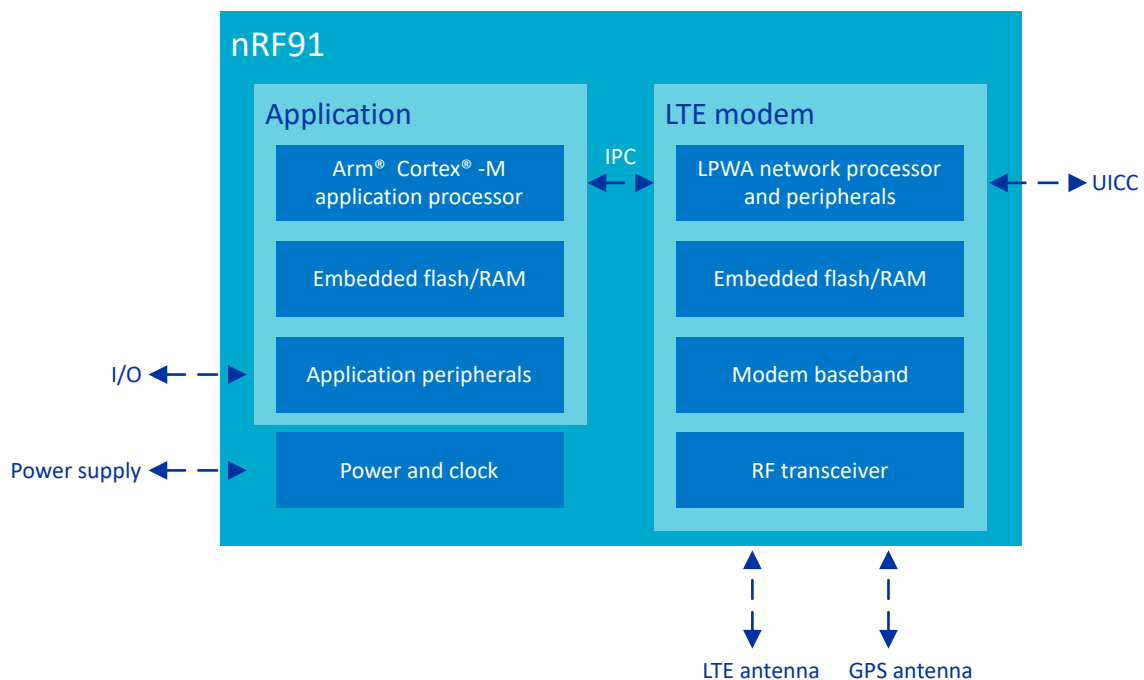 nRF91
Application
Arm® Cortex® -M
application processor
Embedded flash/RAM
Application peripherals
Power and clock
IPC
LTE modem
LPWA network processor
and peripherals
Embedded flash/RAM
Modem baseband
RF transceiver
UICC
I/O
Power supply
LTE antenna
GPS antenna